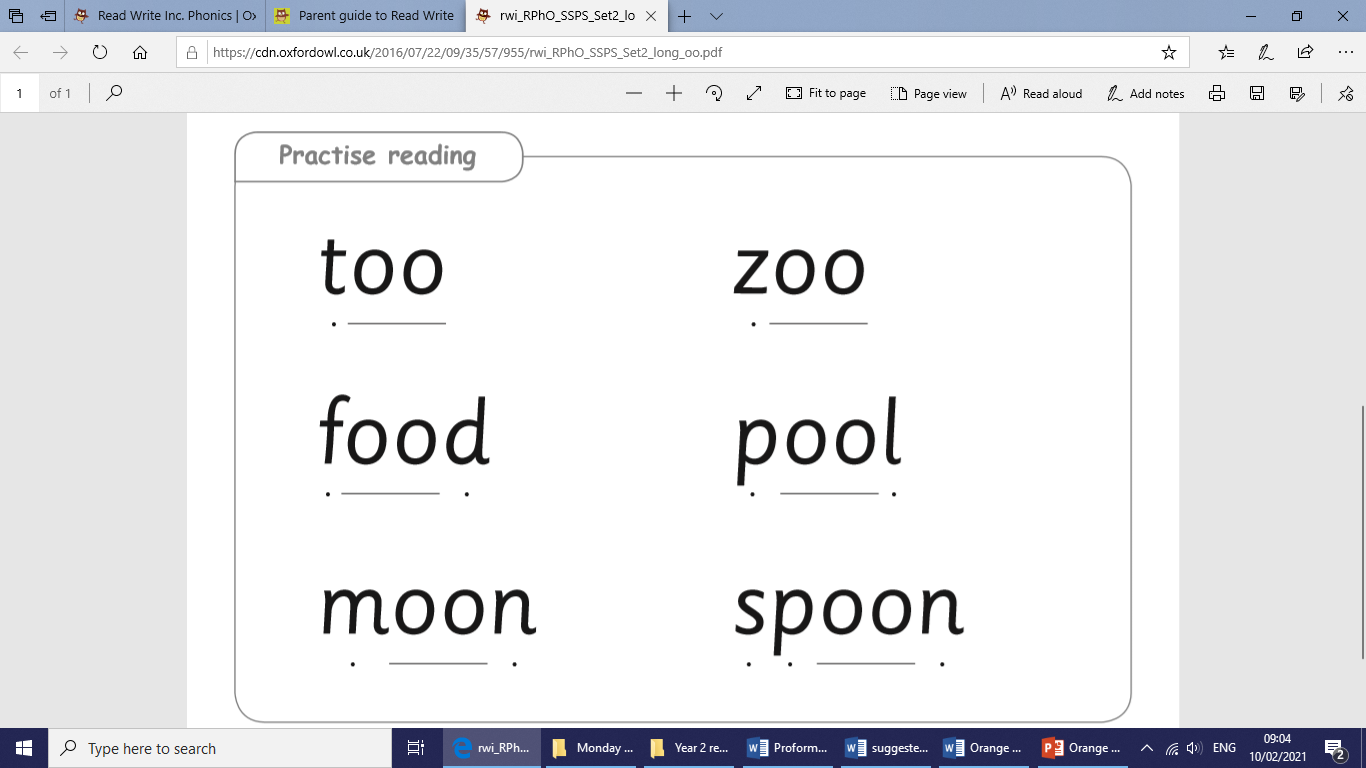 Read Write Inc. Phonics | Ox
Parent guide to Read Write
rwi_RPhO_SSPS_Set2_lo
https://cdn.oxfordowl.co.uk/2016/07/22/09/35/57/955/rwi_RPhO_SSPS_Set2_long_oo.pdf
1 of 1
Fit to page
Page view
Read aloud
Add notes
Practise reading
too zoo
food pool
moon spoon
Type here to search
rwi_RPh...
Monday ...
Year 2 re...
Proform...
suggeste...
Orange ...
Orange ...
ENG
09:04
10/02/2021
2